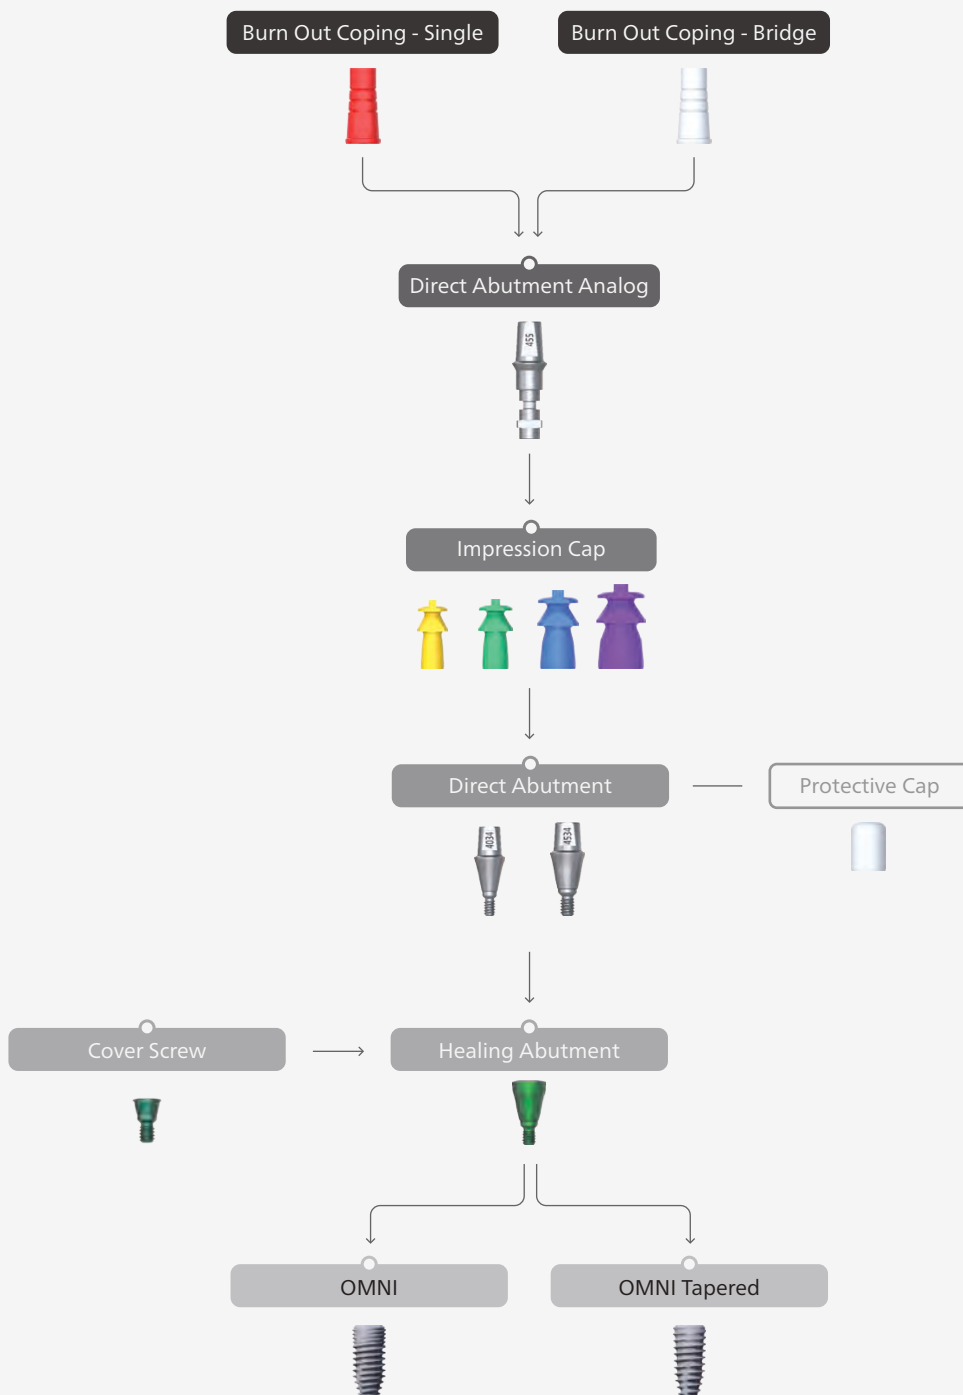 Burn Out Coping - Single
Burn Out Coping - Bridge
Direct Abutment Analog
455
Impression Cap
Direct Abutment
Protective Cap
4034
4534
Cover Screw
Healing Abutment
OMNI
OMNI Tapered